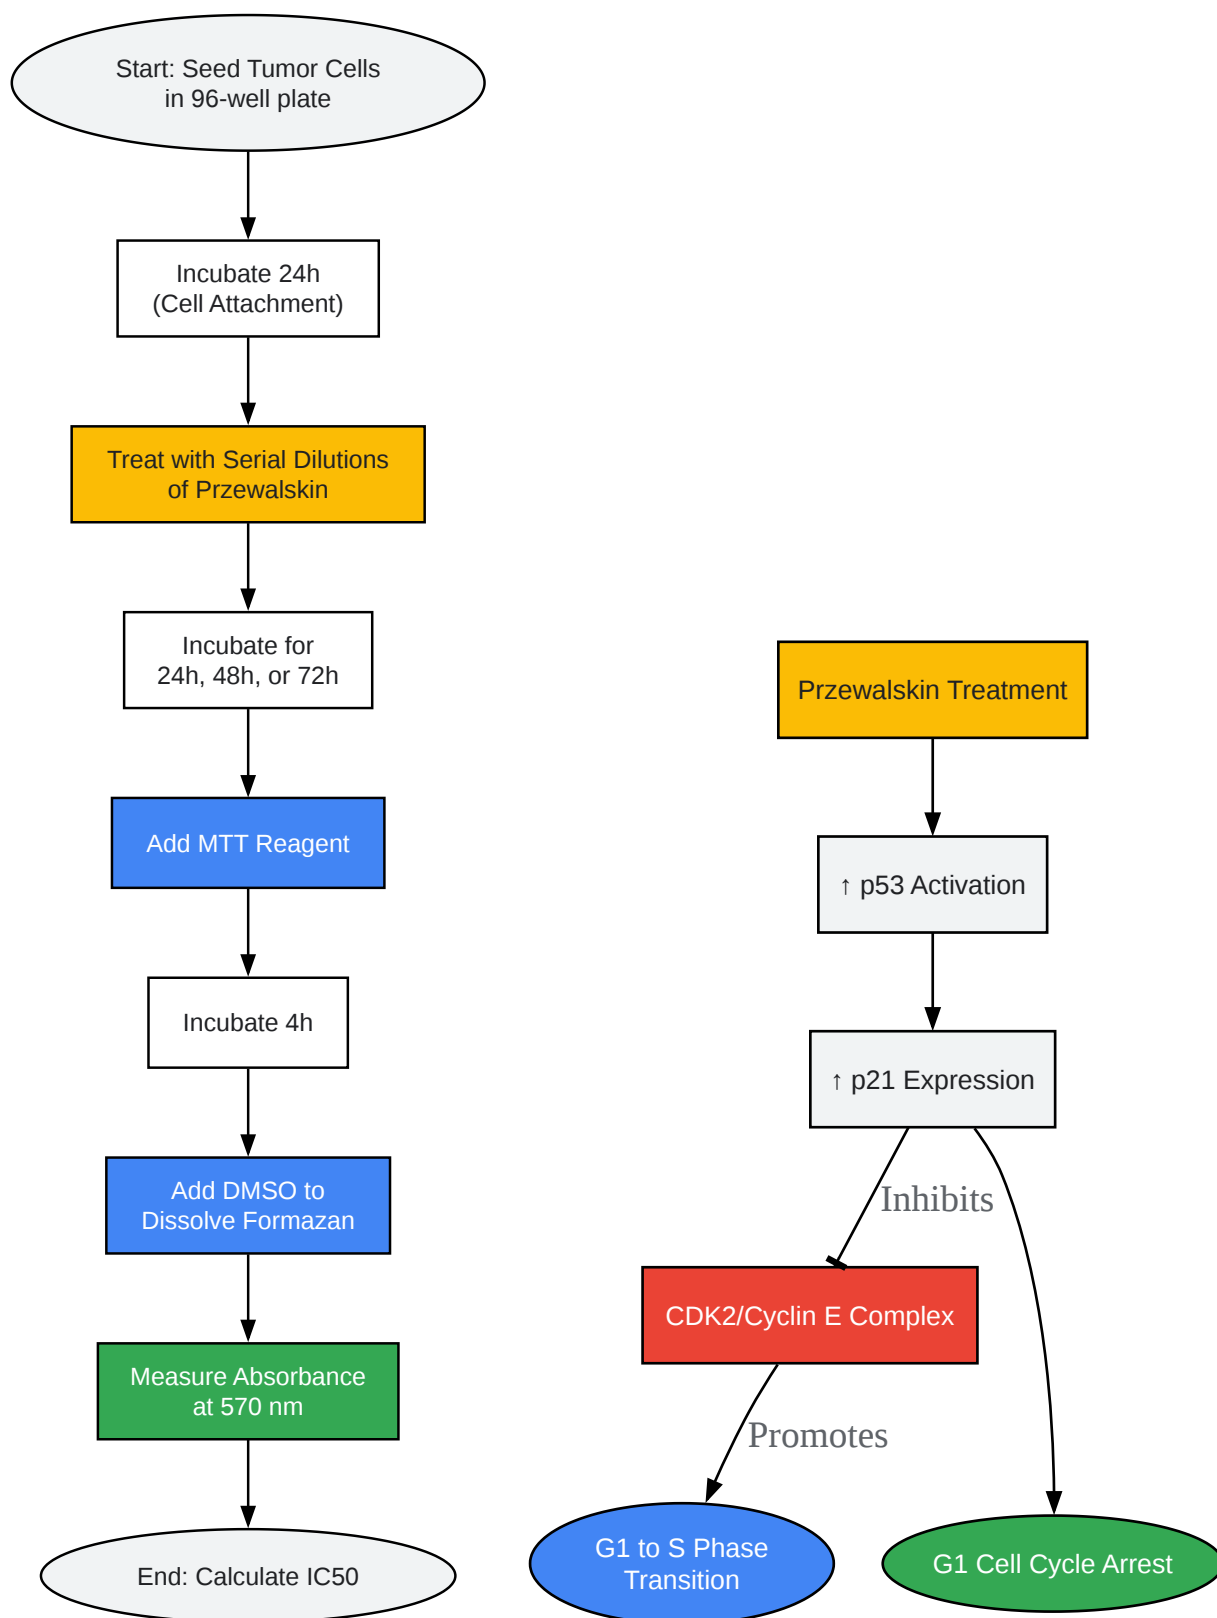 Start: Seed Tumor Cells
in 96-well plate
Incubate 24h
(Cell Attachment)
Treat with Serial Dilutions
of Przewalskin
Incubate for
24h, 48h, or 72h
Add MTT Reagent
Incubate 4h
Add DMSO to
Dissolve Formazan
Measure Absorbance
at 570 nm
End: Calculate IC50
Przewalskin Treatment
↑ p53 Activation
↑ p21 Expression
Inhibits
CDK2/Cyclin E Complex
Promotes
G1 to S Phase
Transition
G1 Cell Cycle Arrest